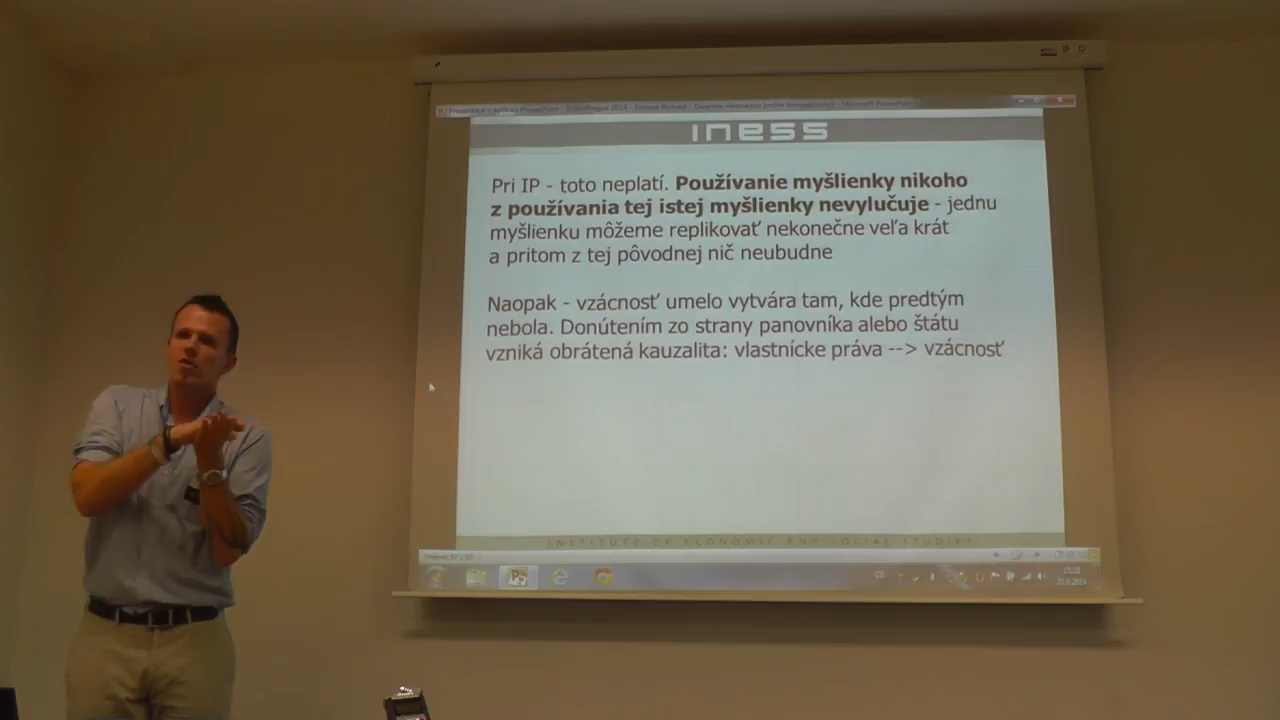 INESS
Pri IP - toto neplatí. Používanie myšlienky nikoho
z používania tej istej myšlienky nevylučuje - jednu
myšlienku môžeme replikovať nekonečne veľa krát
a pritom z tej pôvodnej nič neubudne
Naopak - vzácnosť umelo vytvára tam, kde predtým
nebola. Donútením zo strany panovníka alebo štátu
vzniká obrátená kauzalita: vlastnícke práva --> vzácnosť
INSTITUTE OF ECONOMIC AND SOCIAL STUDIES